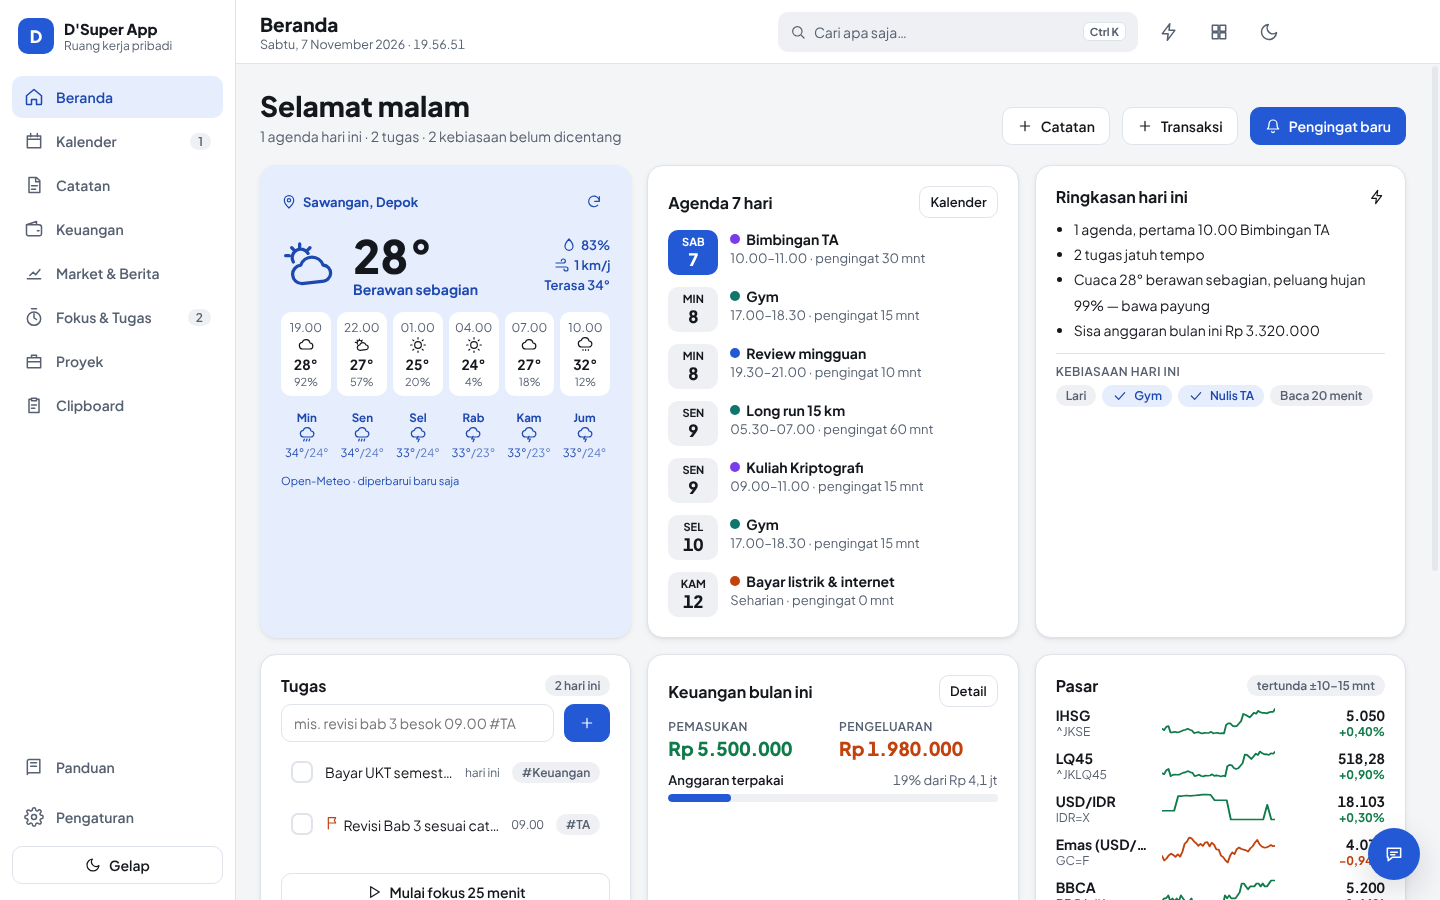 D
D'Super App
Ruang kerja pribadi
Beranda
Kalender 1
Catatan
Keuangan
Market & Berita
Fokus & Tugas 2
Proyek
Clipboard
Panduan
Pengaturan
Gelap
Beranda
Sabtu, 7 November 2026 · 19.56.51
Cari apa saja... Ctrl K
Selamat malam
1 agenda hari ini · 2 tugas · 2 kebiasaan belum dicentang
Catatan
Transaksi
Pengingat baru
Sawangan, Depok
28°
Berawan sebagian
83%
1 km/j
Terasa 34°
19.00 22.00 01.00 04.00 07.00 10.00
28° 27° 25° 24° 27° 32°
92% 57% 20% 4% 18% 12%
Min Sen Sel Rab Kam Jum
34°/24° 34°/24° 33°/24° 33°/23° 33°/23° 33°/24°
Open-Meteo · diperbarui baru saja
Agenda 7 hari
Kalender
SAB
7
Bimbingan TA
10.00–11.00 · pengingat 30 mnt
MIN
8
Gym
17.00–18.30 · pengingat 15 mnt
MIN
8
Review mingguan
19.30–21.00 · pengingat 10 mnt
SEN
9
Long run 15 km
05.30–07.00 · pengingat 60 mnt
SEN
9
Kuliah Kriptografi
09.00–11.00 · pengingat 15 mnt
SEL
10
Gym
17.00–18.30 · pengingat 15 mnt
KAM
12
Bayar listrik & internet
Seharian · pengingat 0 mnt
Ringkasan hari ini
1 agenda, pertama 10.00 Bimbingan TA
2 tugas jatuh tempo
Cuaca 28° berawan sebagian, peluang hujan
99% — bawa payung
Sisa anggaran bulan ini Rp 3.320.000
KEBIASAAN HARI INI
Lari Gym Nulis TA Baca 20 menit
Tugas
2 hari ini
mis. revisi bab 3 besok 09.00 #TA
Bayar UKT semest... hari ini #Keuangan
Revisi Bab 3 sesuai cat... 09.00 #TA
Mulai fokus 25 menit
Keuangan bulan ini
Detail
PEMASUKAN PENGELUARAN
Rp 5.500.000 Rp 1.980.000
Anggaran terpakai 19% dari Rp 4,1 jt
Pasar
tertunda ±10–15 mnt
IHSG 5.050
^JKSE +0,40%
LQ45 518,28
^JKLQ45 +0,90%
USD/IDR 18.103
IDR=X +0,30%
Emas (USD/...
GC=F
BBCA 5.200